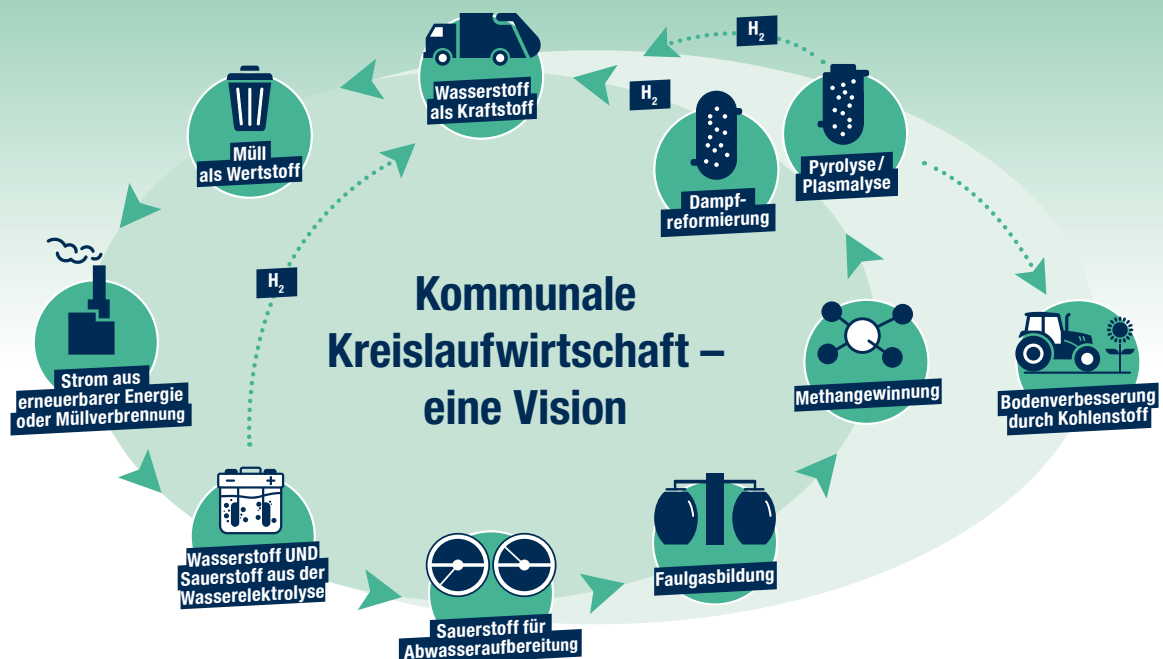 H₂
Wasserstoff
als Kraftstoff
H₂
Müll
als Wertstoff
Pyrolyse/
Plasmalyse
Dampf-
reformierung
H₂
Kommunale
Kreislaufwirtschaft –
eine Vision
Strom aus
erneuerbarer Energie
oder Müllverbrennung
Methangewinnung
Bodenverbesserung
durch Kohlenstoff
– +
Wasserstoff UND
Sauerstoff aus der
Wasserelektrolyse
Faulgasbildung
Sauerstoff für
Abwasseraufbereitung